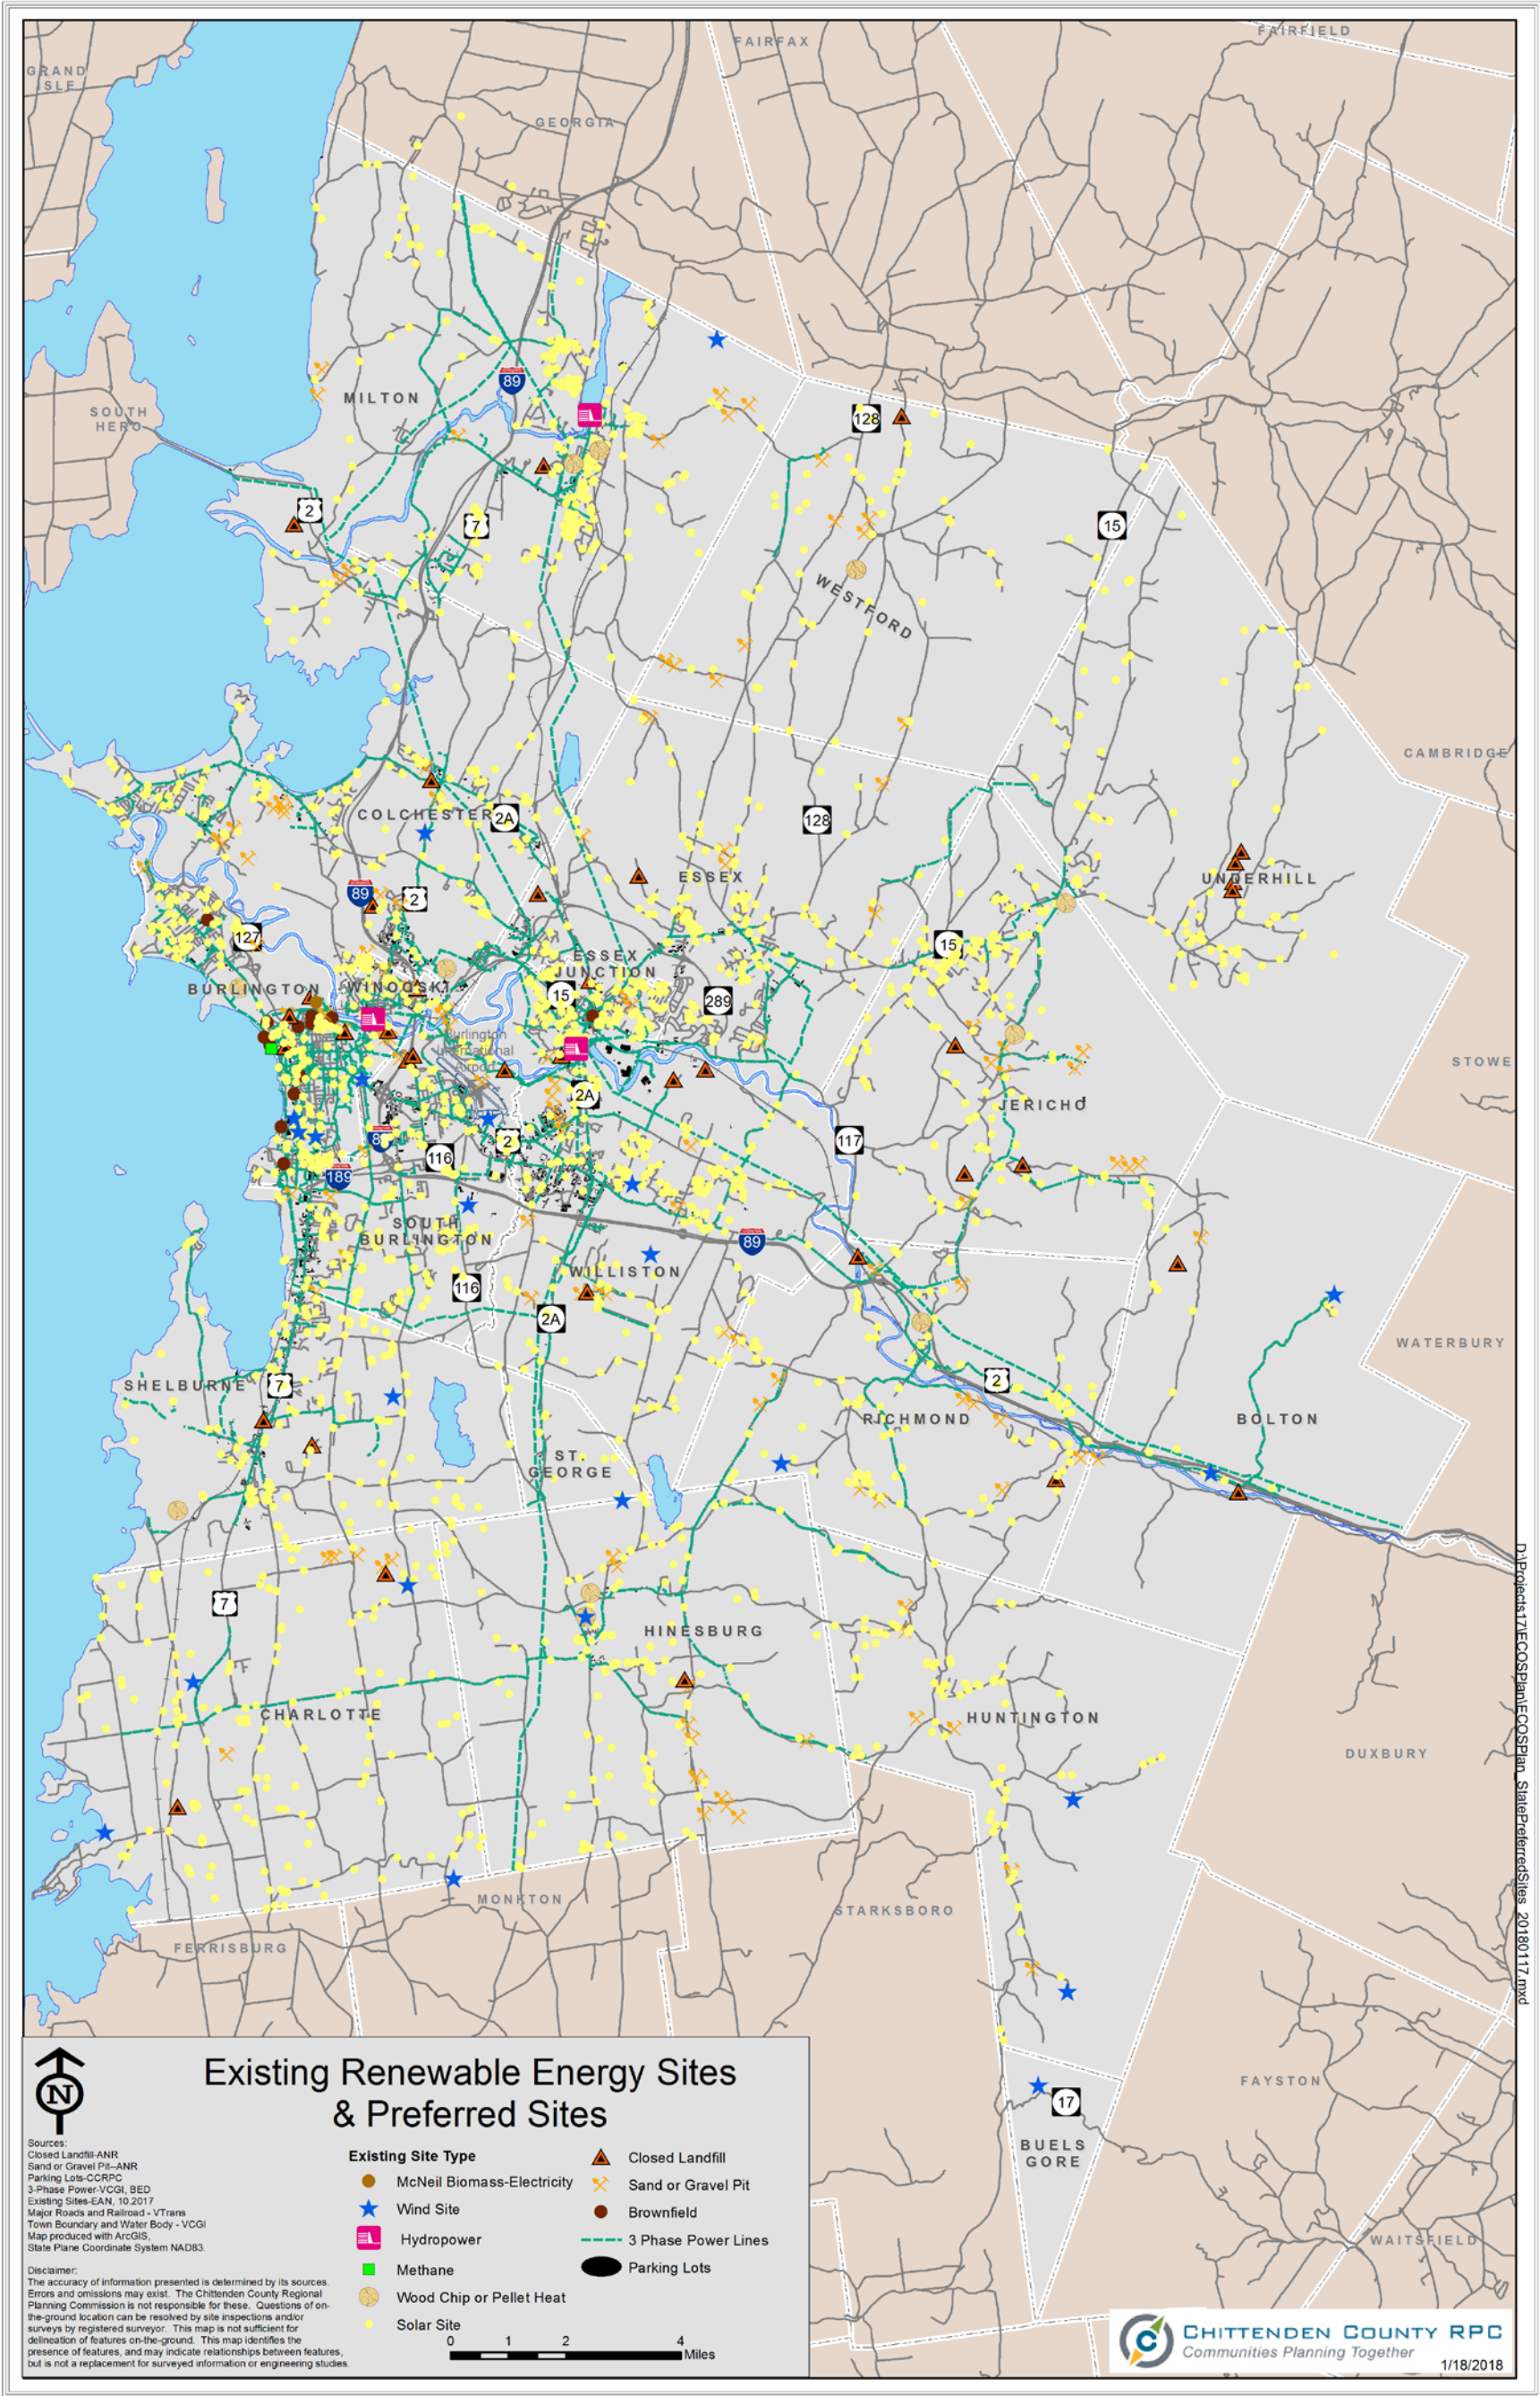 FAIRFAX
FAIRFIELD
GRAND
ISLE
GEORGIA
89
MILTON
SOUTH
HERO
128
2
7
15
WESTFORD
CAMBRIDGE
COLCHESTER
2A
128
ESSEX
UNDERHILL
89
2
127
15
ESSEX
JUNCTION
BURLINGTON
WINOOSKI
15
289
Burlington
International
Airport
STOWE
2A
JERICHO
117
2
116
89
189
SOUTH
BURLINGTON
89
WILLISTON
116
2A
WATERBURY
SHELBURNE
7
2
RICHMOND
BOLTON
ST.
GEORGE
7
HINESBURG
CHARLOTTE
HUNTINGTON
DUXBURY
MONKTON
STARKSBORO
FERRISBURG
D:\Projects17\ECOSPlan\ECOSPlan_StatePreferredSites_20180117.mxd
17
FAYSTON
BUELS
GORE
WAITSFIELD
N
Existing Renewable Energy Sites
& Preferred Sites
Sources:
Closed Landfill-ANR
Sand or Gravel Pit--ANR
Parking Lots-CCRPC
3-Phase Power-VCGI, BED
Existing Sites-EAN, 10.2017
Major Roads and Railroad - VTrans
Town Boundary and Water Body - VCGI
Map produced with ArcGIS,
State Plane Coordinate System NAD83.
Disclaimer:
The accuracy of information presented is determined by its sources.
Errors and omissions may exist. The Chittenden County Regional
Planning Commission is not responsible for these. Questions of on-
the-ground location can be resolved by site inspections and/or
surveys by registered surveyor. This map is not sufficient for
delineation of features on-the-ground. This map identifies the
presence of features, and may indicate relationships between features,
but is not a replacement for surveyed information or engineering studies.
Existing Site Type
McNeil Biomass-Electricity
Wind Site
Hydropower
Methane
Wood Chip or Pellet Heat
Solar Site
Closed Landfill
Sand or Gravel Pit
Brownfield
3 Phase Power Lines
Parking Lots
0 1 2 4
Miles
C
CHITTENDEN COUNTY RPC
Communities Planning Together
1/18/2018